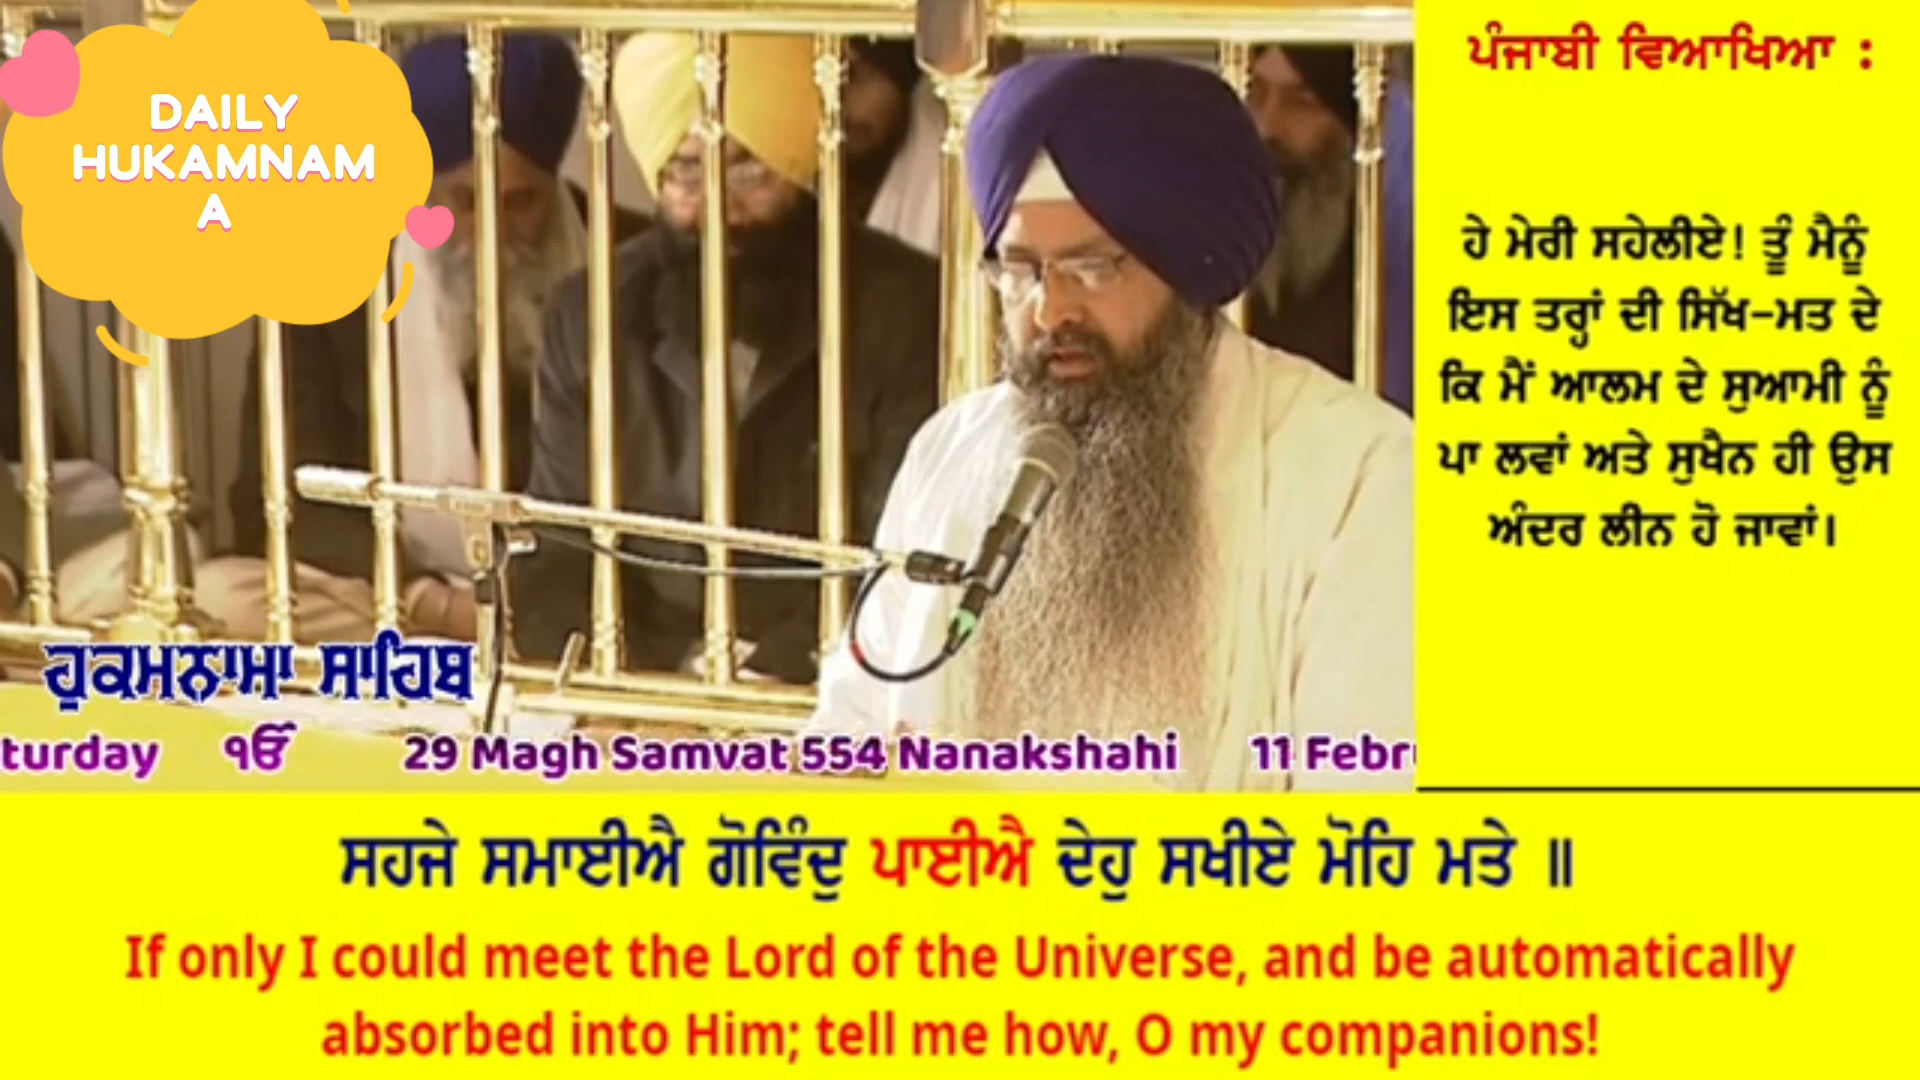 DAILY
HUKAMNAM
A
ਪੰਜਾਬੀ ਵਿਆਖਿਆ :
ਹੇ ਮੇਰੀ ਸਹੇਲੀਏ! ਤੂੰ ਮੈਨੂੰ
ਇਸ ਤਰ੍ਹਾਂ ਦੀ ਸਿੱਖ-ਮਤ ਦੇ
ਕਿ ਮੈਂ ਆਲਮ ਦੇ ਸੁਆਮੀ ਨੂੰ
ਪਾ ਲਵਾਂ ਅਤੇ ਸੁਖੈਨ ਹੀ ਉਸ
ਅੰਦਰ ਲੀਨ ਹੋ ਜਾਵਾਂ।
ਹੁਕਮਨਾਮਾ ਸਾਹਿਬ
turday ੧ੴ 29 Magh Samvat 554 Nanakshahi 11 Febr
ਸਹਜੇ ਸਮਾਈਐ ਗੋਵਿੰਦੁ ਪਾਈਐ ਦੇਹੁ ਸਖੀਏ ਮੋਹਿ ਮਤੇ ॥
If only I could meet the Lord of the Universe, and be automatically
absorbed into Him; tell me how, O my companions!